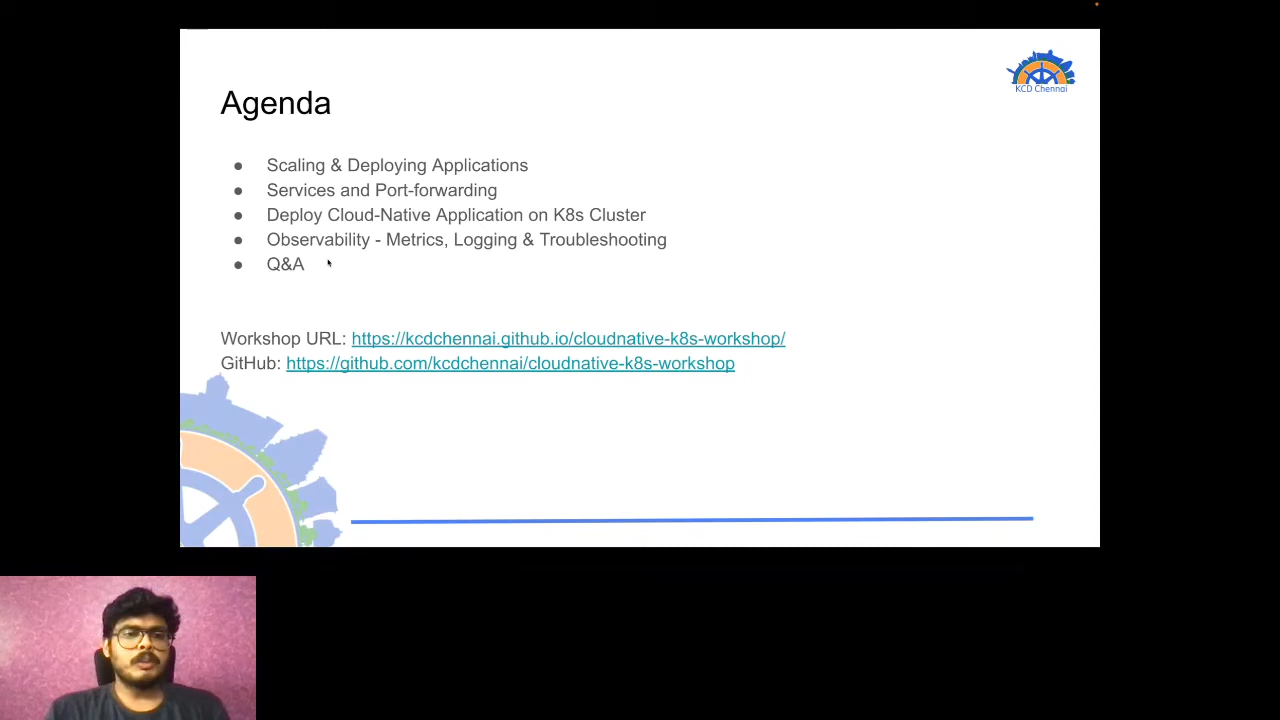 KCD Chennai
Agenda
● Scaling & Deploying Applications
● Services and Port-forwarding
● Deploy Cloud-Native Application on K8s Cluster
● Observability - Metrics, Logging & Troubleshooting
● Q&A
Workshop URL: https://kcdchennai.github.io/cloudnative-k8s-workshop/
GitHub: https://github.com/kcdchennai/cloudnative-k8s-workshop